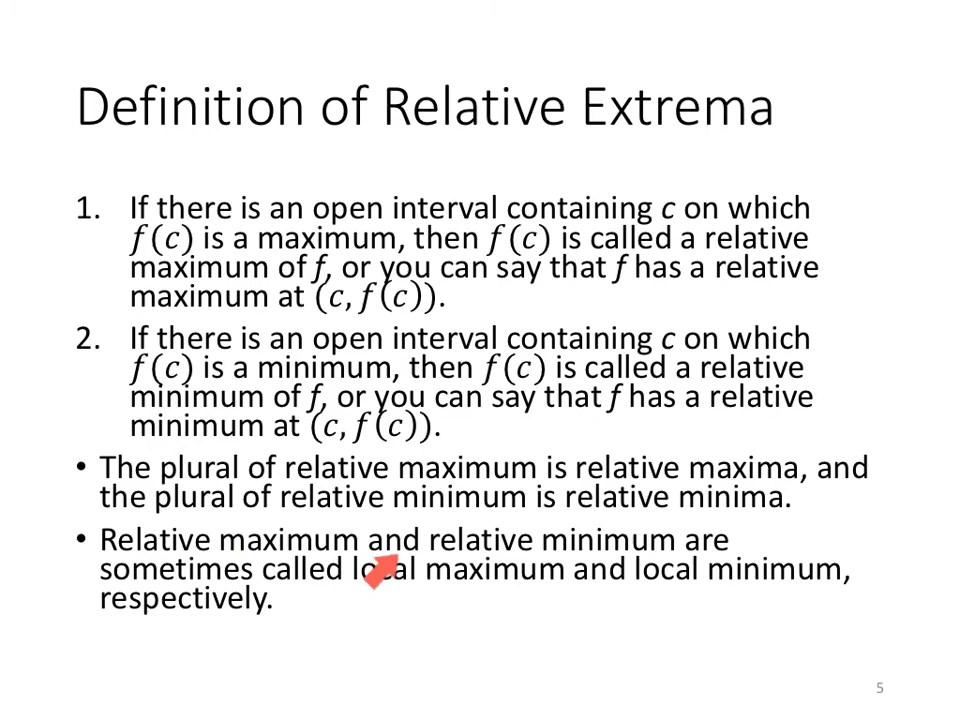 Definition of Relative Extrema
1. If there is an open interval containing c on which
f(c) is a maximum, then f(c) is called a relative
maximum of f, or you can say that f has a relative
maximum at (c, f(c)).
2. If there is an open interval containing c on which
f(c) is a minimum, then f(c) is called a relative
minimum of f, or you can say that f has a relative
minimum at (c, f(c)).
• The plural of relative maximum is relative maxima, and
the plural of relative minimum is relative minima.
• Relative maximum and relative minimum are
sometimes called local maximum and local minimum,
respectively.
5